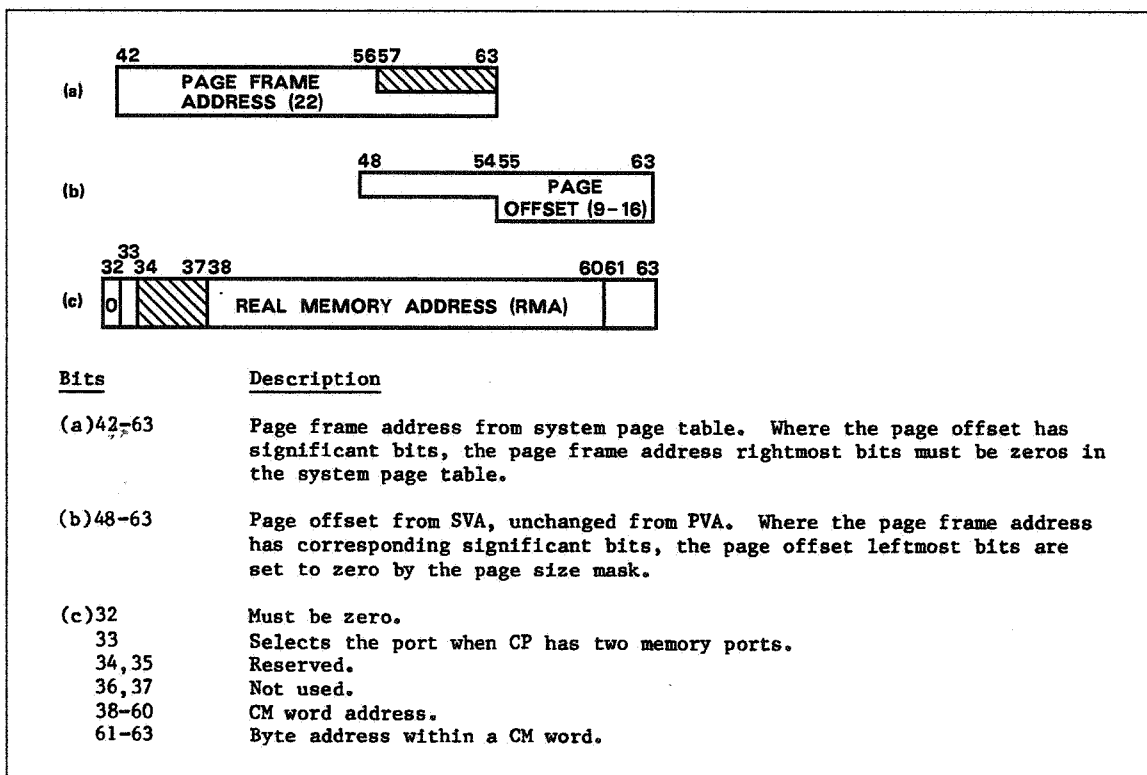 42 5657 63
(a) PAGE FRAME
ADDRESS (22)
48 5455 63
(b) PAGE
OFFSET (9-16)
33
32 34 3738 6061 63
(c) 0 REAL MEMORY ADDRESS (RMA)
Bits Description
(a)42-63 Page frame address from system page table. Where the page offset has
significant bits, the page frame address rightmost bits must be zeros in
the system page table.
(b)48-63 Page offset from SVA, unchanged from PVA. Where the page frame address
has corresponding significant bits, the page offset leftmost bits are
set to zero by the page size mask.
(c)32 Must be zero.
33 Selects the port when CP has two memory ports.
34,35 Reserved.
36,37 Not used.
38-60 CM word address.
61-63 Byte address within a CM word.